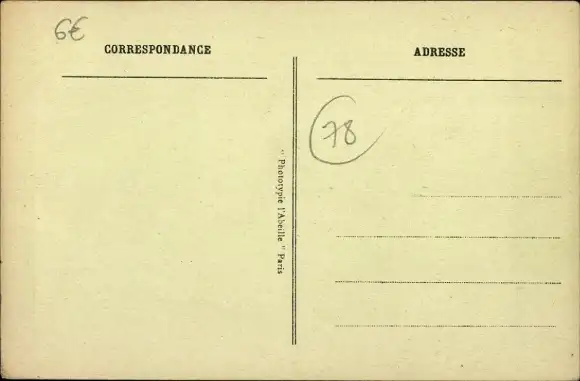 6€
CORRESPONDANCE
ADRESSE
78
" Phototypie l'Abeille " Paris